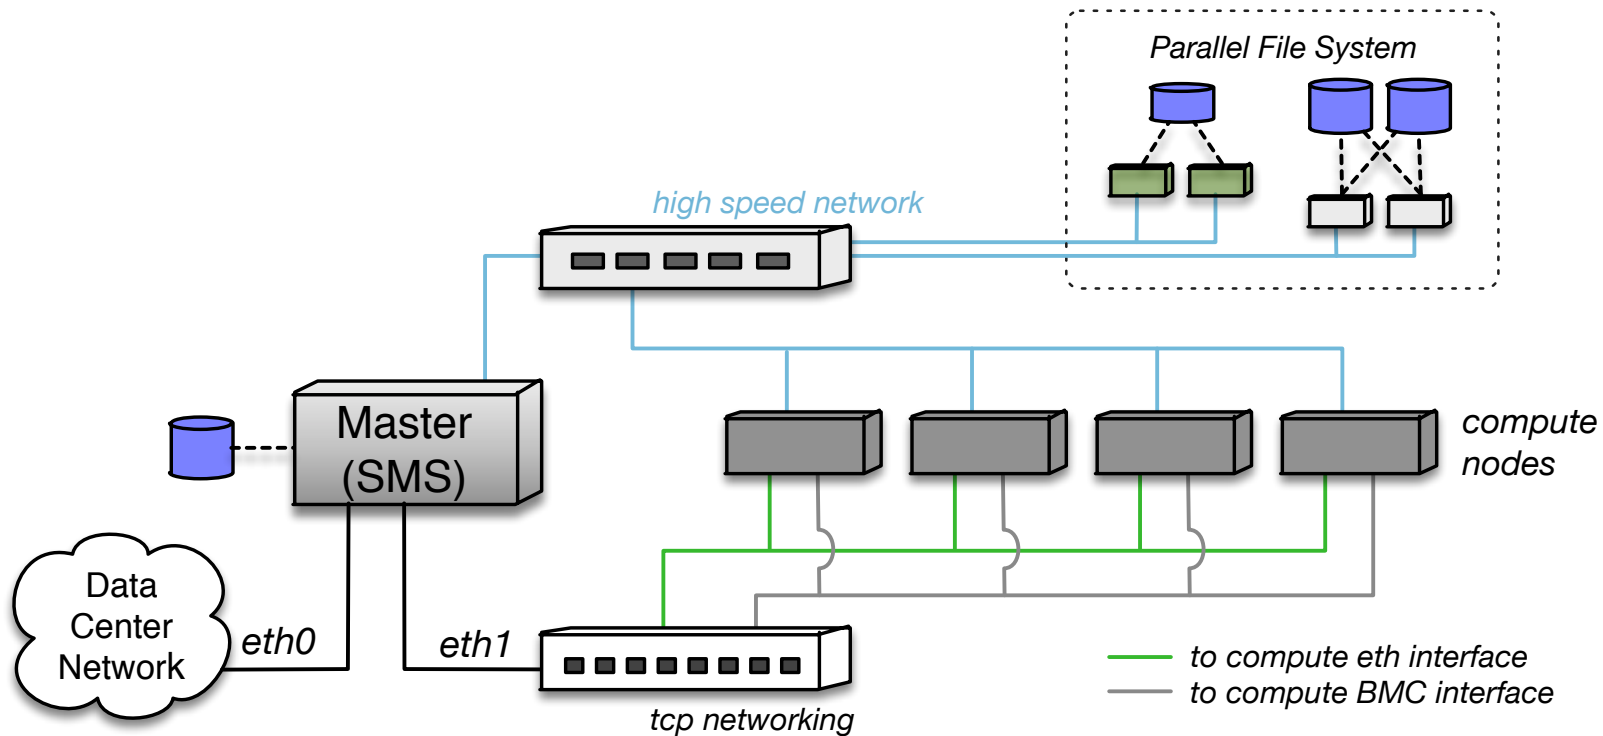 Parallel File System
high speed network
Master
(SMS)
compute
nodes
Data
Center
Network
eth0
eth1
to compute eth interface
to compute BMC interface
tcp networking